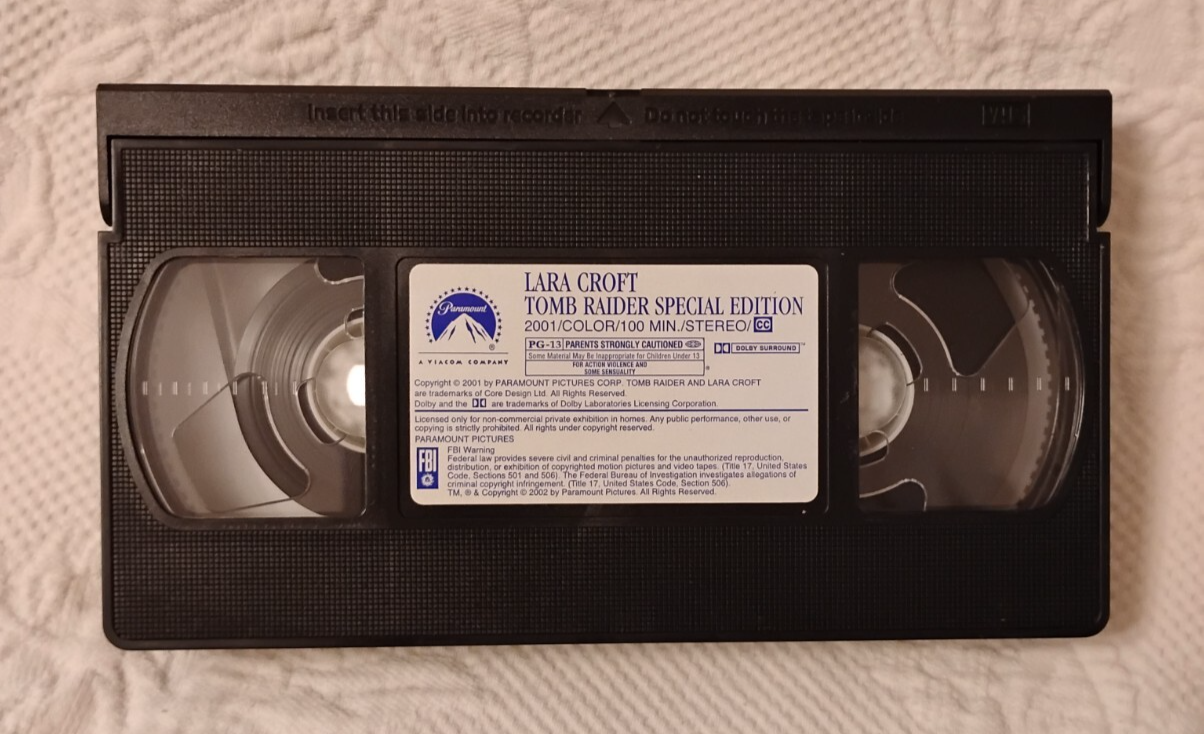 Insert this side into recorder Do not touch the tape inside VHS
LARA CROFT
TOMB RAIDER SPECIAL EDITION
2001/COLOR/100 MIN./STEREO/ CC
Paramount ®
A VIACOM COMPANY
PG-13 PARENTS STRONGLY CAUTIONED
Some Material May Be Inappropriate for Children Under 13
FOR ACTION VIOLENCE AND
SOME SENSUALITY ®
DOLBY SURROUND ™
Copyright © 2001 by PARAMOUNT PICTURES CORP. TOMB RAIDER AND LARA CROFT
are trademarks of Core Design Ltd. All Rights Reserved.
Dolby and the are trademarks of Dolby Laboratories Licensing Corporation.
Licensed only for non-commercial private exhibition in homes. Any public performance, other use, or
copying is strictly prohibited. All rights under copyright reserved.
PARAMOUNT PICTURES
FBI
FBI Warning
Federal law provides severe civil and criminal penalties for the unauthorized reproduction,
distribution, or exhibition of copyrighted motion pictures and video tapes. (Title 17, United States
Code, Sections 501 and 506). The Federal Bureau of Investigation investigates allegations of
criminal copyright infringement. (Title 17, United States Code, Section 506).
TM, ® & Copyright © 2002 by Paramount Pictures. All Rights Reserved.